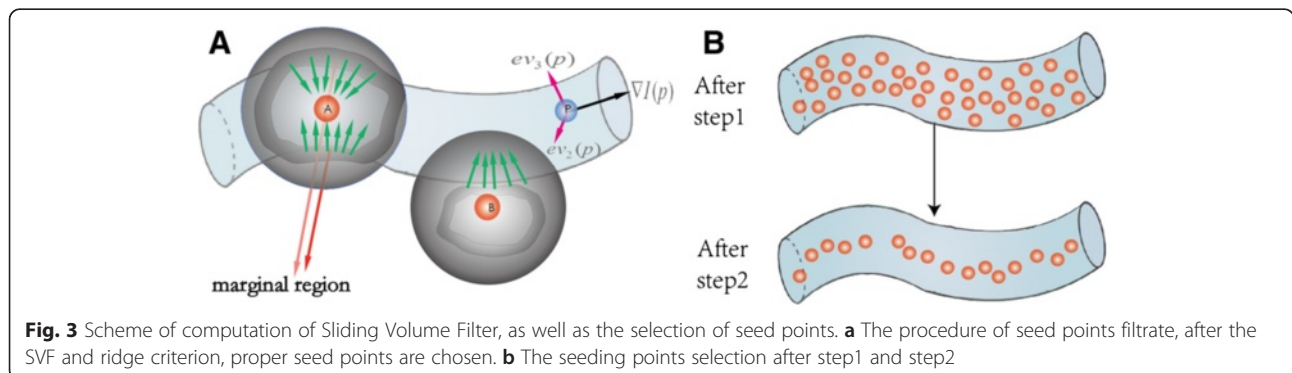 A
ev₃(p)
∇I(p)
A
P
ev₂(p)
B
marginal region
B
After
step1
After
step2
Fig. 3 Scheme of computation of Sliding Volume Filter, as well as the selection of seed points. a The procedure of seed points filtrate, after the
SVF and ridge criterion, proper seed points are chosen. b The seeding points selection after step1 and step2